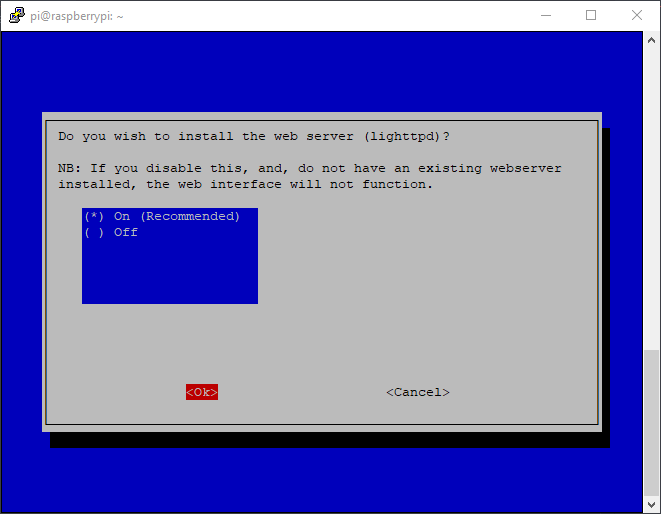 pi@raspberrypi: ~
Do you wish to install the web server (lighttpd)?
NB: If you disable this, and, do not have an existing webserver
installed, the web interface will not function.
(*) On (Recommended)
( ) Off
<Ok> <Cancel>